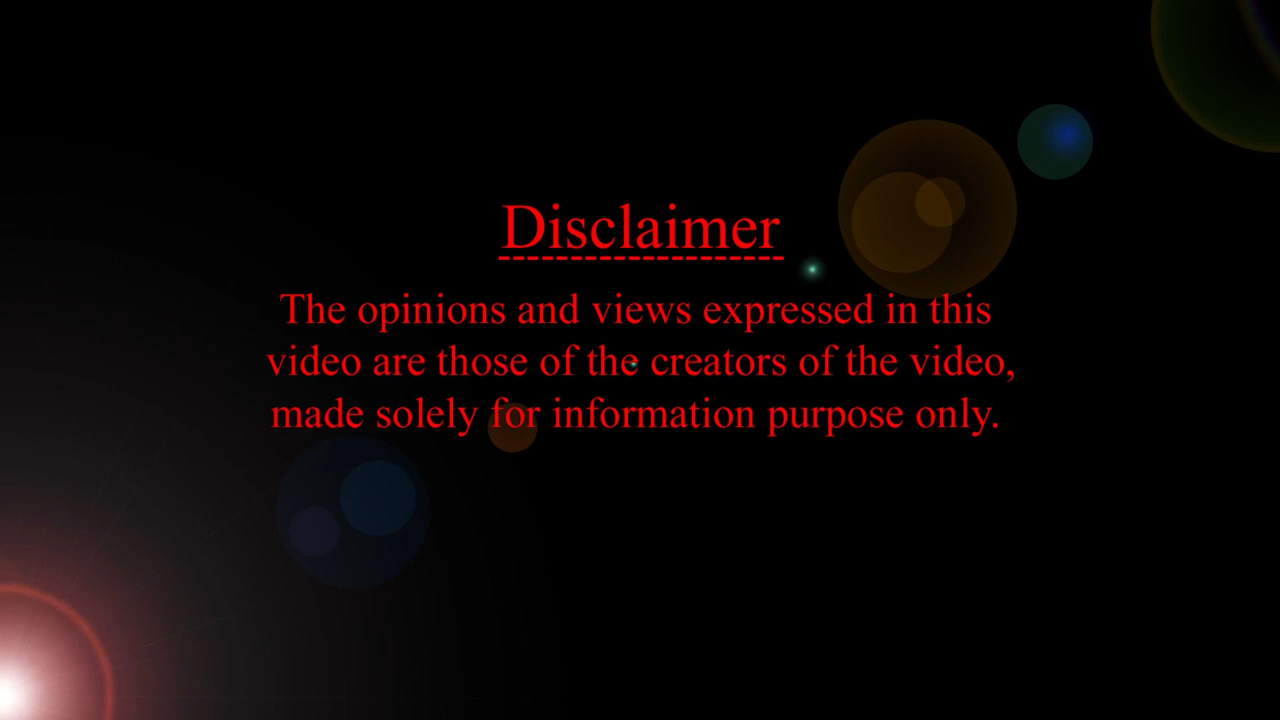 Disclaimer
The opinions and views expressed in this
video are those of the creators of the video,
made solely for information purpose only.